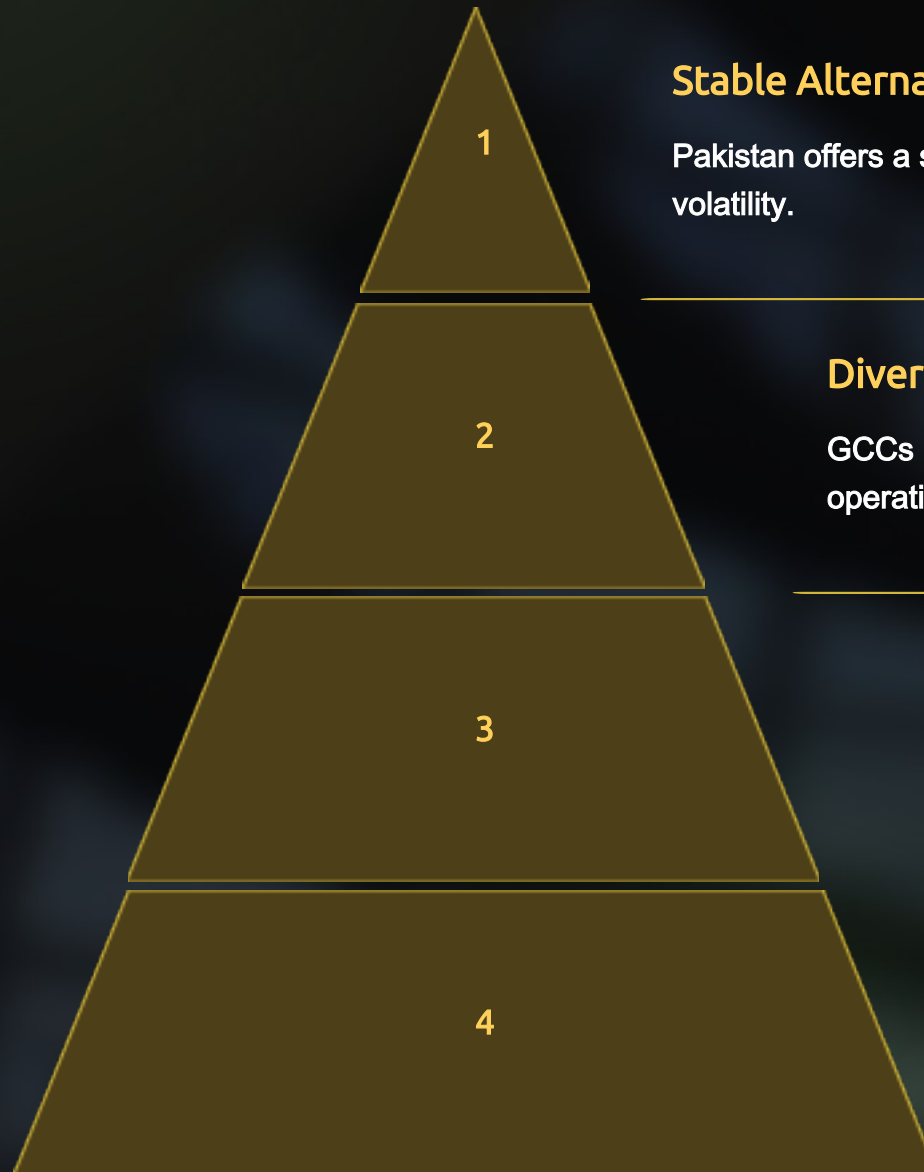 1
Stable Alterna
Pakistan offers a s
volatility.
2
Diver
GCCs
operati
3
4